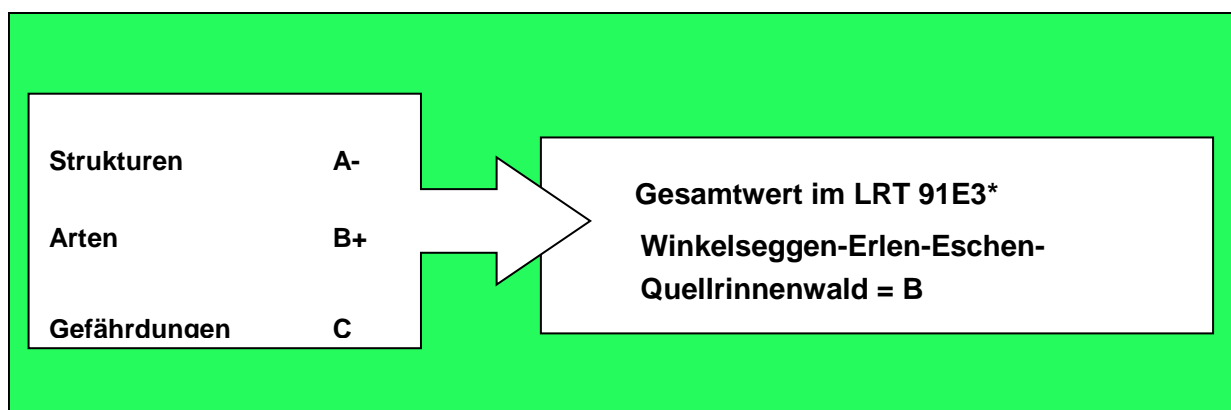 Strukturen A-
Arten B+
Gefährdungen C
Gesamtwert im LRT 91E3*
Winkelseggen-Erlen-Eschen-
Quellrinnenwald = B